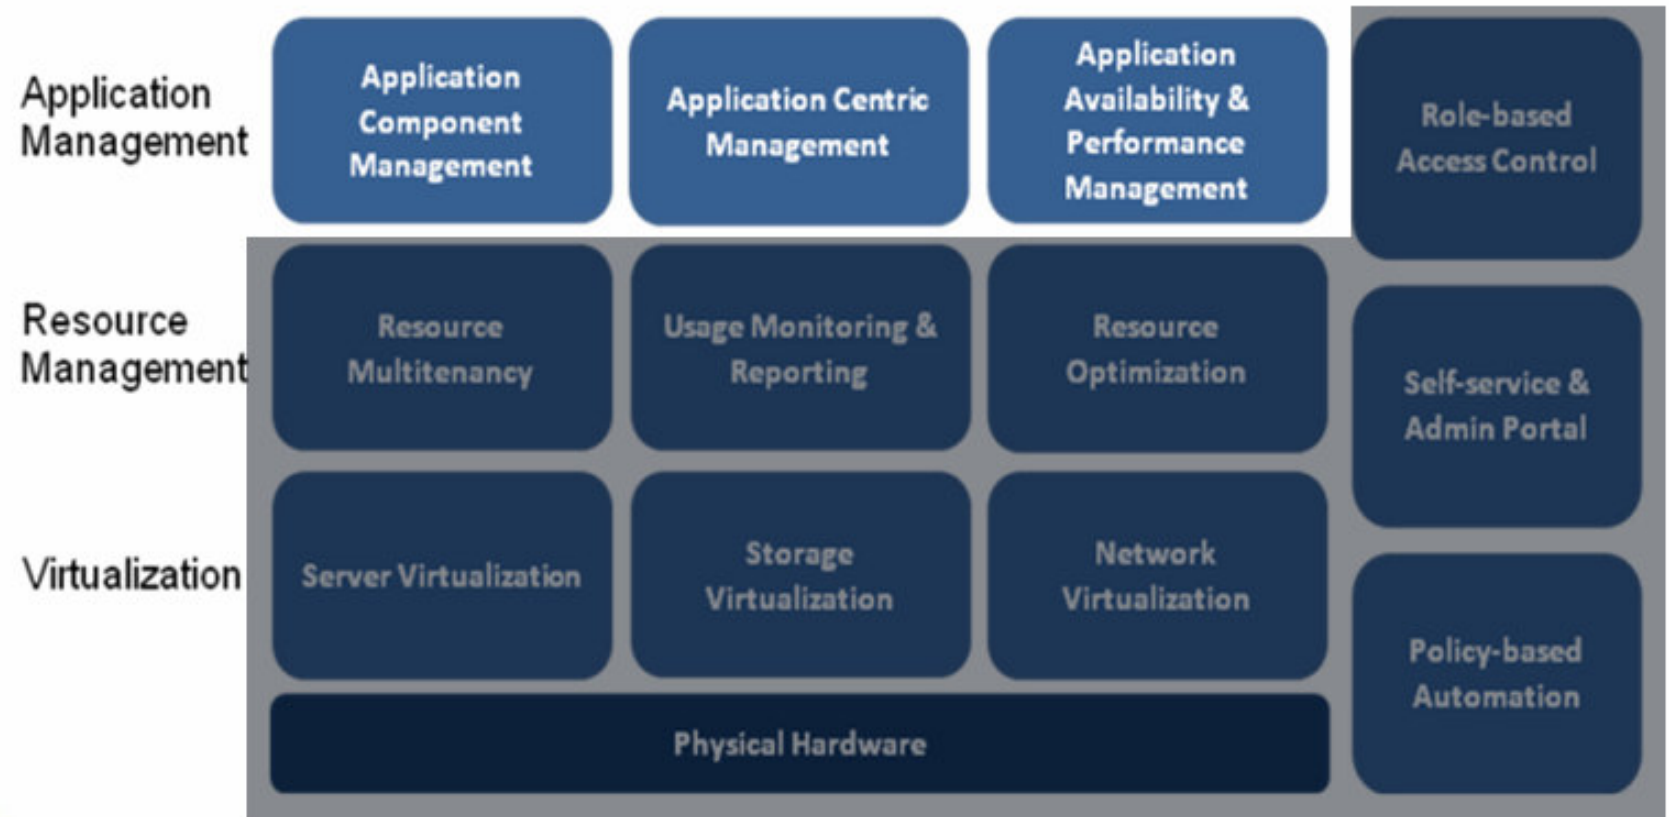 Application
Management
Application
Component
Management
Application Centric
Management
Application
Availability &
Performance
Management
Role-based
Access Control
Resource
Management
Resource
Multitenancy
Usage Monitoring &
Reporting
Resource
Optimization
Self-service &
Admin Portal
Virtualization
Server Virtualization
Storage
Virtualization
Network
Virtualization
Policy-based
Automation
Physical Hardware